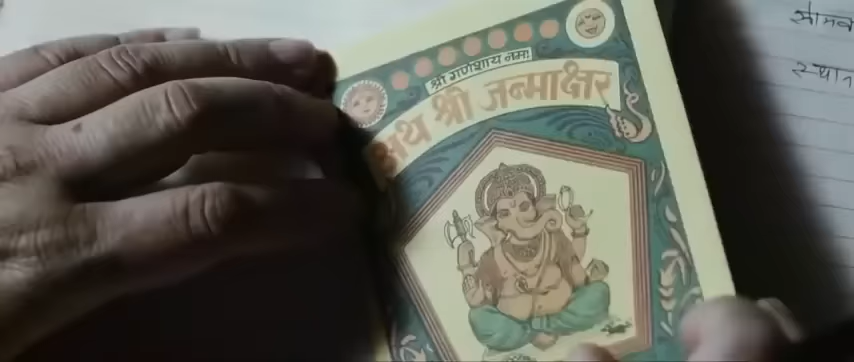 श्री गणेशाय नमः
अथ श्री जन्माक्षर